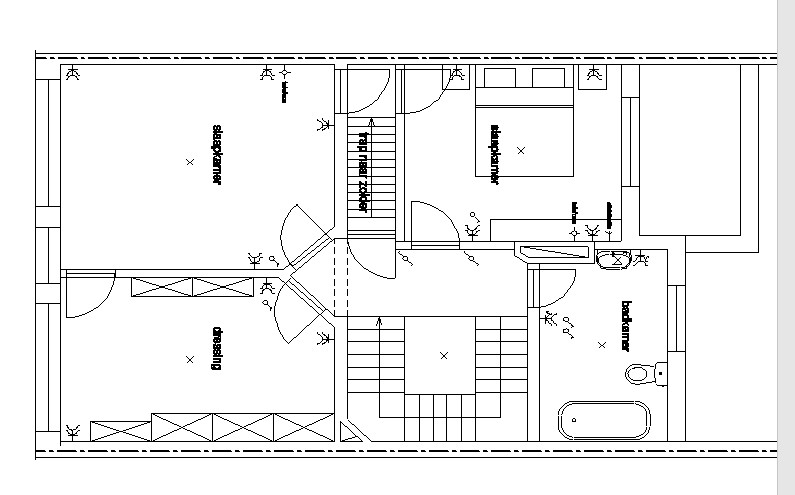 slaapkamer
trap naar zolder
slaapkamer
dressing
badkamer